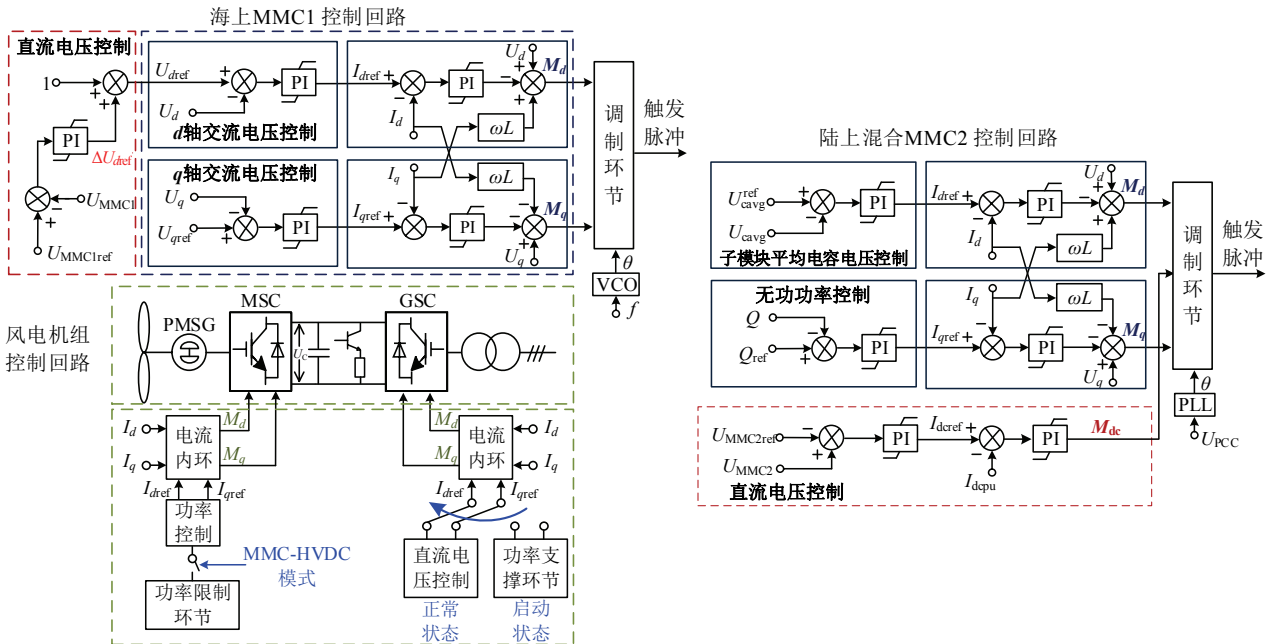 海上MMC1 控制回路
直流电压控制
1
+
+
PI
ΔUdref
−
UMMC1
+
UMMC1ref
Udref
+
−
PI
Ud
d轴交流电压控制
Idref
+
−
PI
−
Ud
+
Md
+
Id
ωL
q轴交流电压控制
Uq
−
Uqref
+
PI
Iqref
+
Iq
−
PI
ωL
−
−
Mq
+
Uq
调制环节
触发
脉冲
θ
VCO
f
陆上混合MMC2 控制回路
Ucavg^ref
+
−
Ucavg
PI
子模块平均电容电压控制
Idref
+
−
PI
−
Ud
+
Md
+
Id
ωL
无功功率控制
Q
−
Qref
+
PI
Iqref
+
Iq
−
PI
ωL
−
−
Mq
+
Uq
调制环节
触发
脉冲
θ
PLL
UPCC
UMMC2ref
−
UMMC2
+
PI
Idcref
+
−
Idcpu
PI
Mdc
直流电压控制
风电机组
控制回路
PMSG
MSC
UC
GSC
Id
Iq
电流
内环
Md
Mq
Idref
Iqref
功率
控制
MMC-HVDC
模式
功率限制
环节
Md
Mq
电流
内环
Id
Iq
Idref
Iqref
直流电
压控制
功率支
撑环节
正常
状态
启动
状态